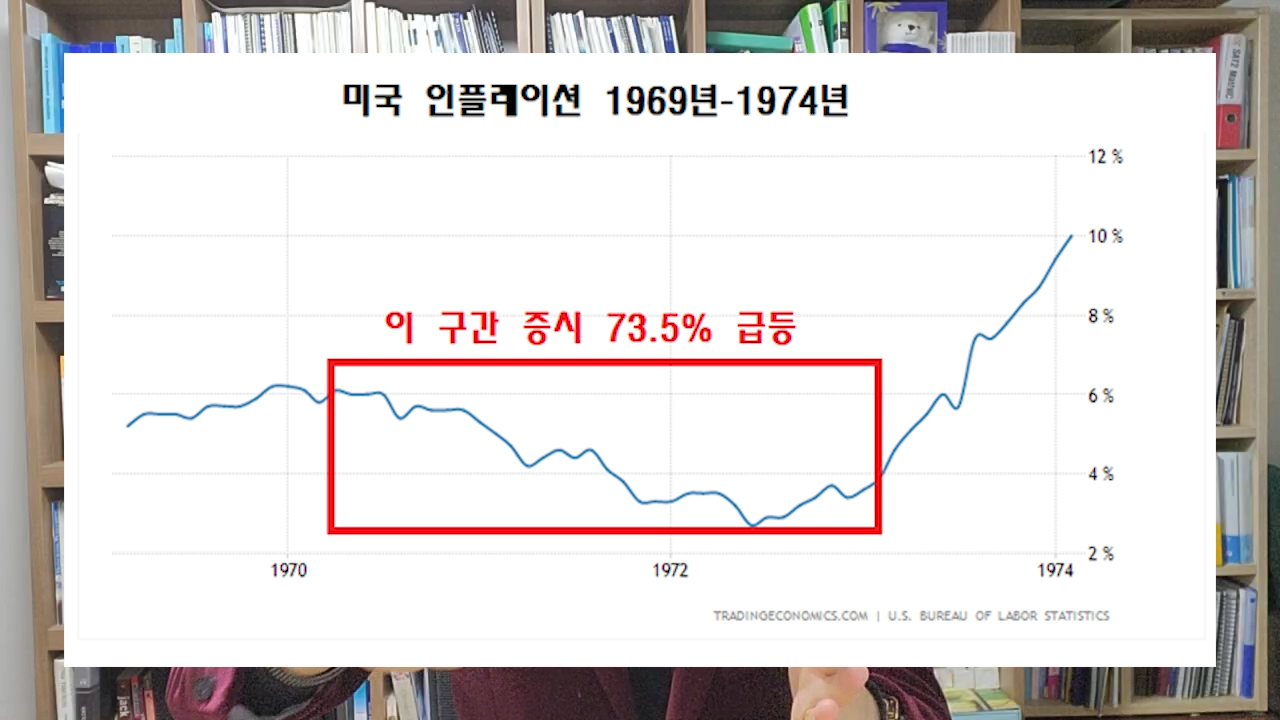 미국 인플레이션 1969년-1974년
12 %
10 %
이 구간 증시 73.5% 급등
8 %
6 %
4 %
2 %
1970 1972 1974
TRADINGECONOMICS.COM | U.S. BUREAU OF LABOR STATISTICS
SAT2
jack